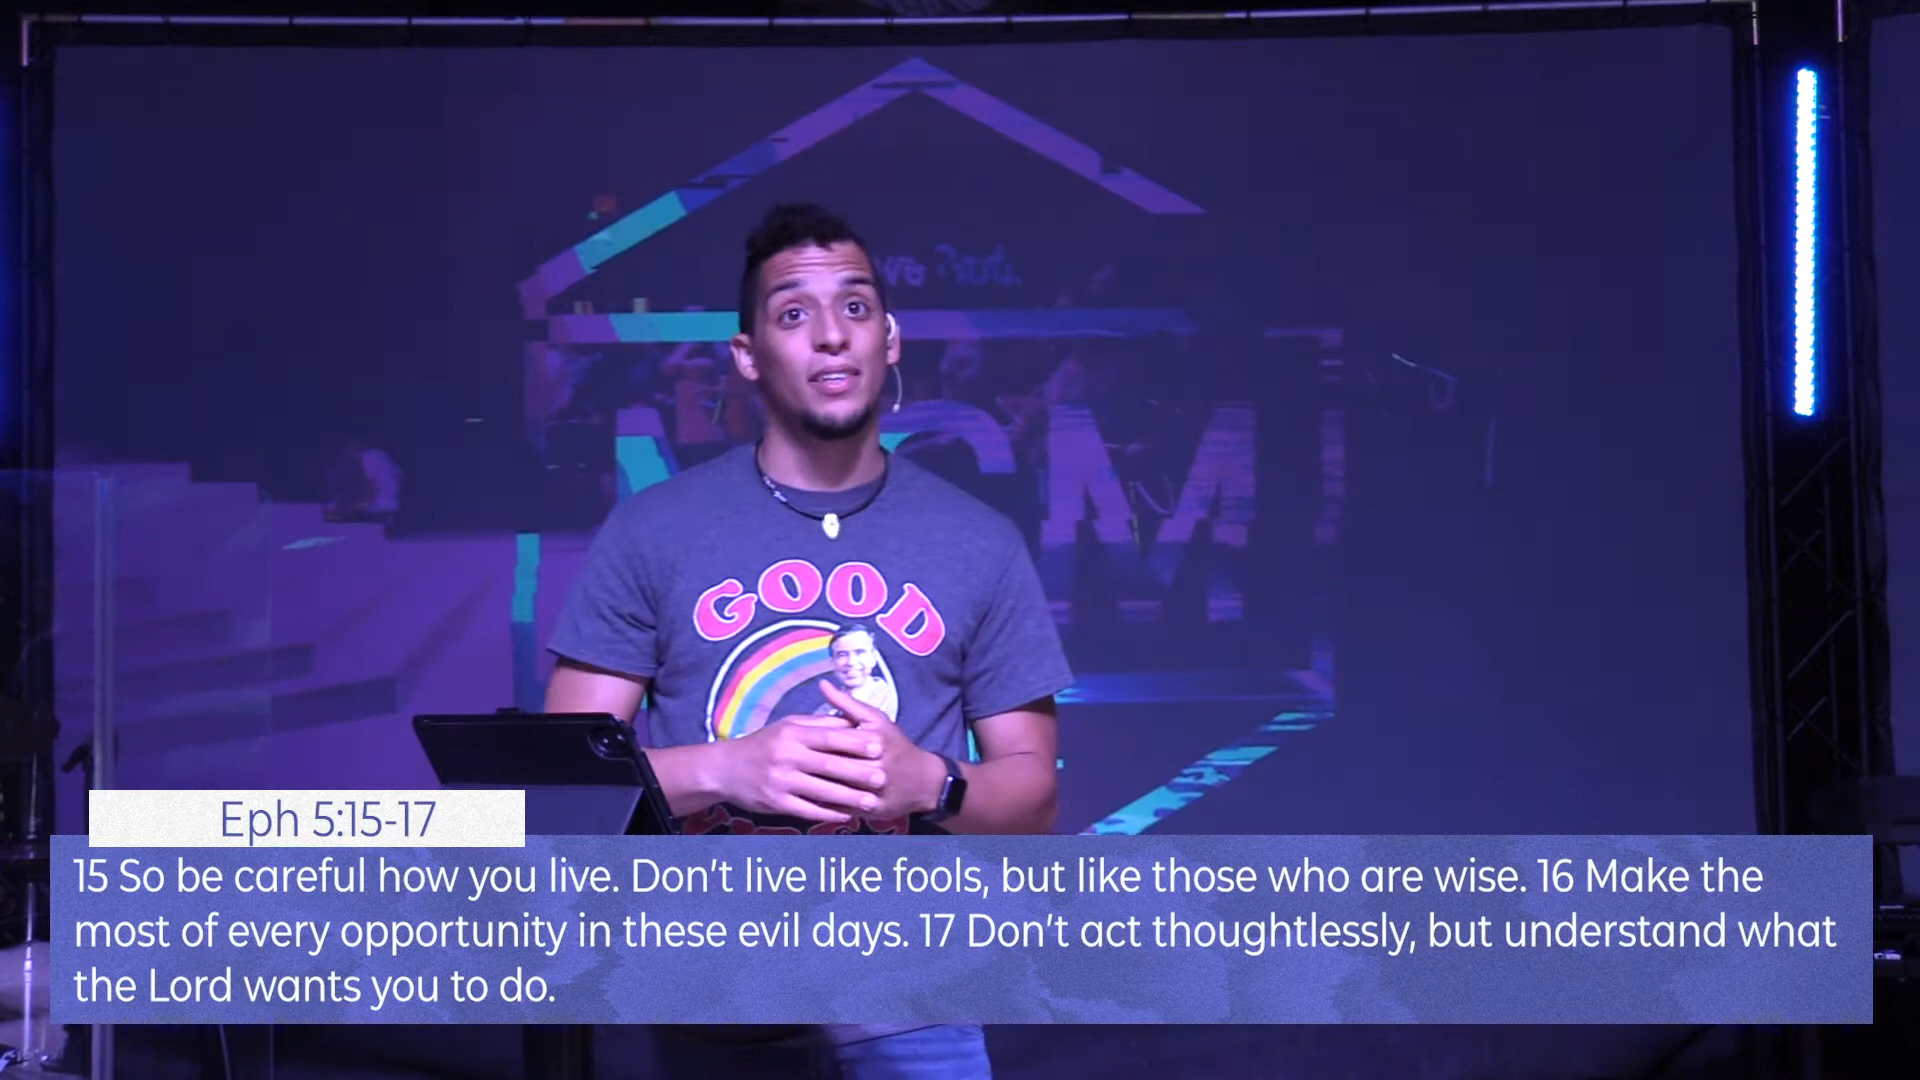 GOOD
Eph 5:15-17
15 So be careful how you live. Don’t live like fools, but like those who are wise. 16 Make the
most of every opportunity in these evil days. 17 Don’t act thoughtlessly, but understand what
the Lord wants you to do.